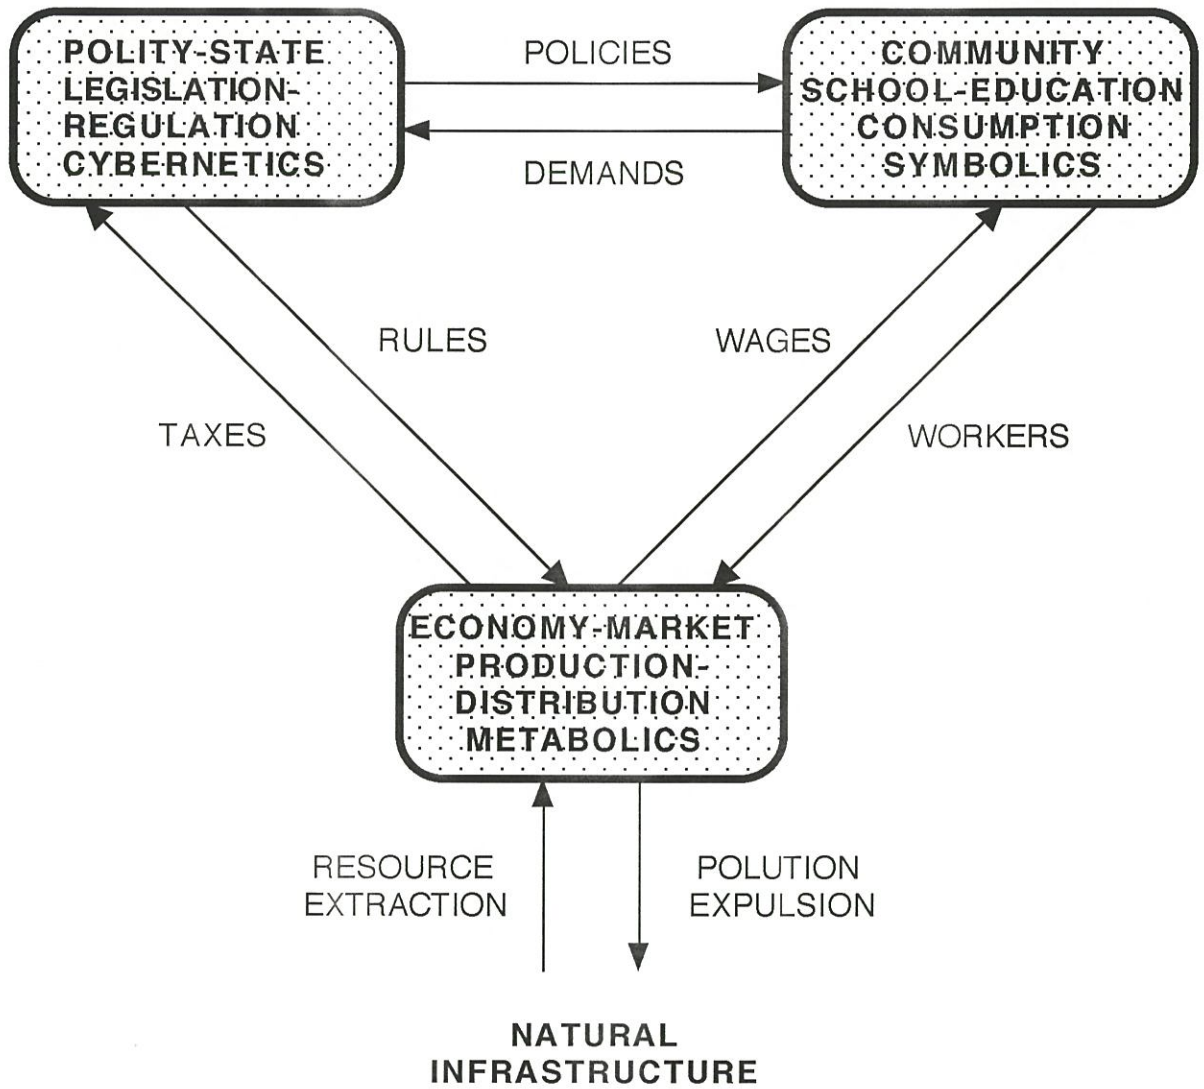 POLITY-STATE
LEGISLATION-
REGULATION
CYBERNETICS
POLICIES
DEMANDS
COMMUNITY
SCHOOL-EDUCATION
CONSUMPTION
SYMBOLICS
RULES
WAGES
TAXES
WORKERS
ECONOMY-MARKET
PRODUCTION-
DISTRIBUTION
METABOLICS
RESOURCE
EXTRACTION
POLUTION
EXPULSION
NATURAL
INFRASTRUCTURE